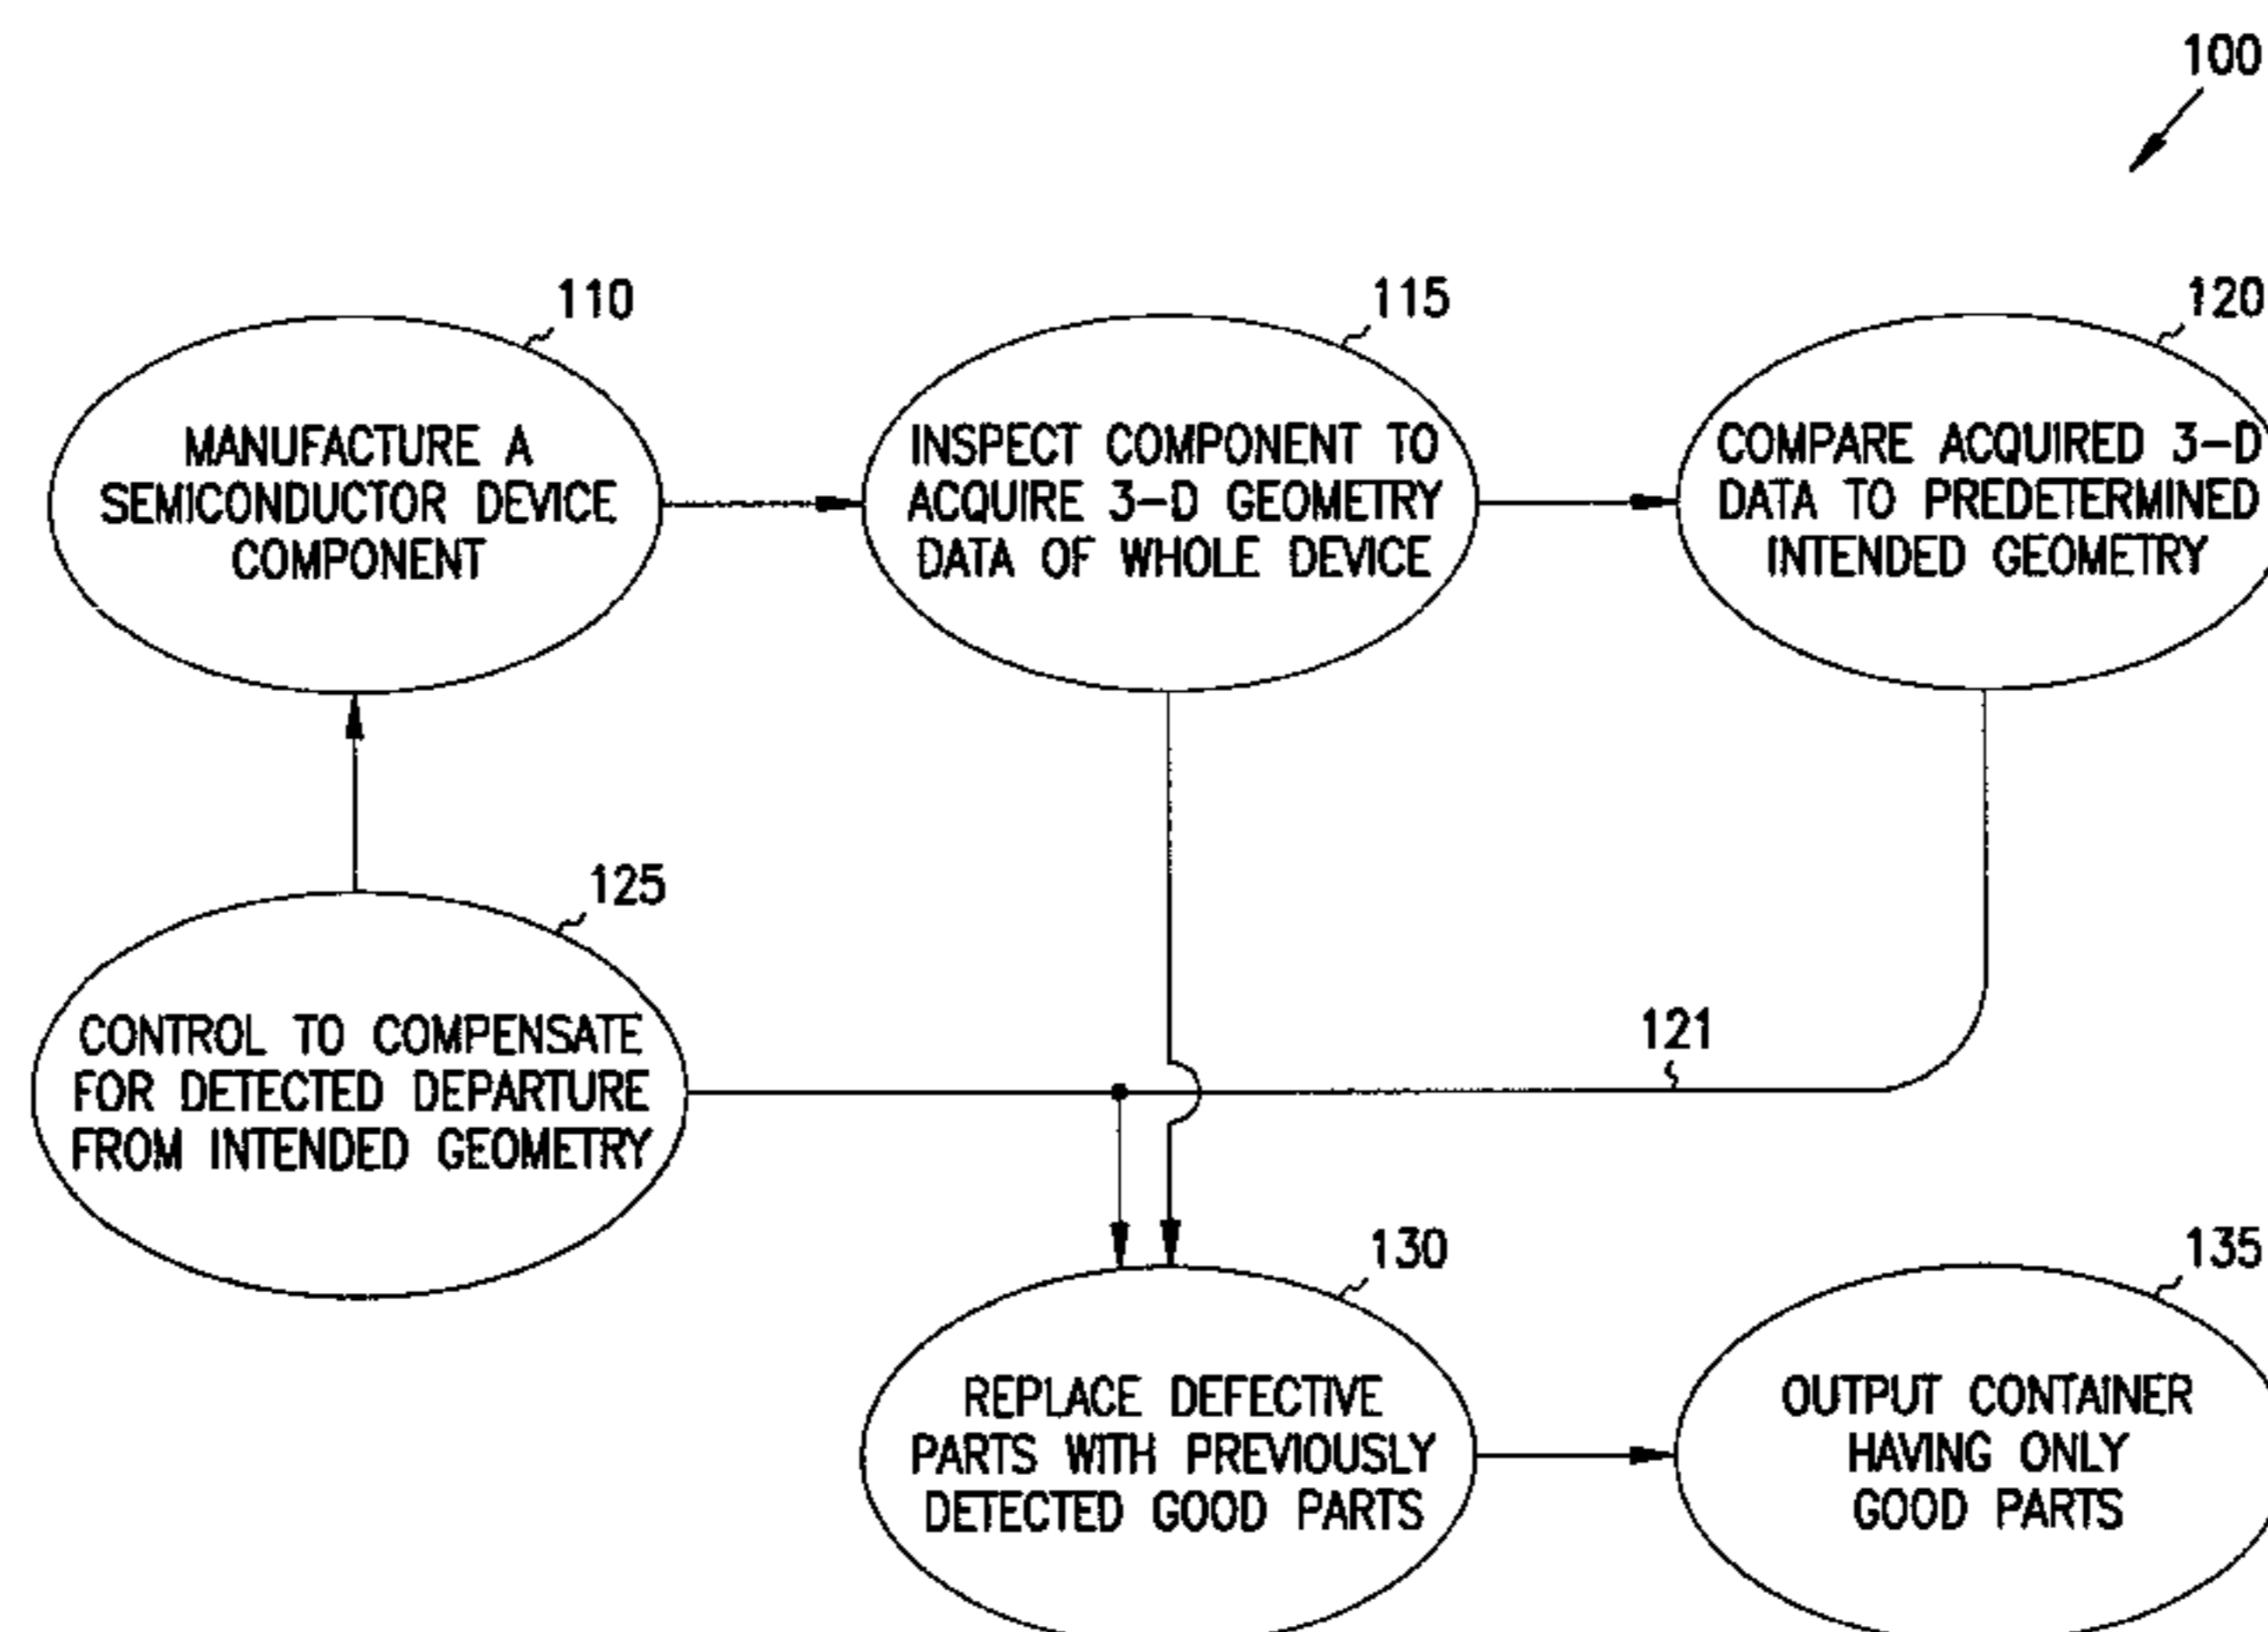 100
110
MANUFACTURE A
SEMICONDUCTOR DEVICE
COMPONENT
115
INSPECT COMPONENT TO
ACQUIRE 3-D GEOMETRY
DATA OF WHOLE DEVICE
120
COMPARE ACQUIRED 3-D
DATA TO PREDETERMINED
INTENDED GEOMETRY
125
CONTROL TO COMPENSATE
FOR DETECTED DEPARTURE
FROM INTENDED GEOMETRY
121
130
REPLACE DEFECTIVE
PARTS WITH PREVIOUSLY
DETECTED GOOD PARTS
135
OUTPUT CONTAINER
HAVING ONLY
GOOD PARTS